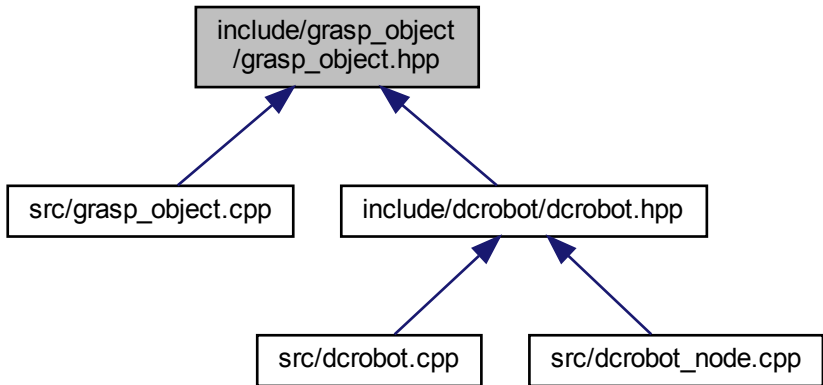 include/grasp_object
/grasp_object.hpp
src/grasp_object.cpp
include/dcrobot/dcrobot.hpp
src/dcrobot.cpp
src/dcrobot_node.cpp